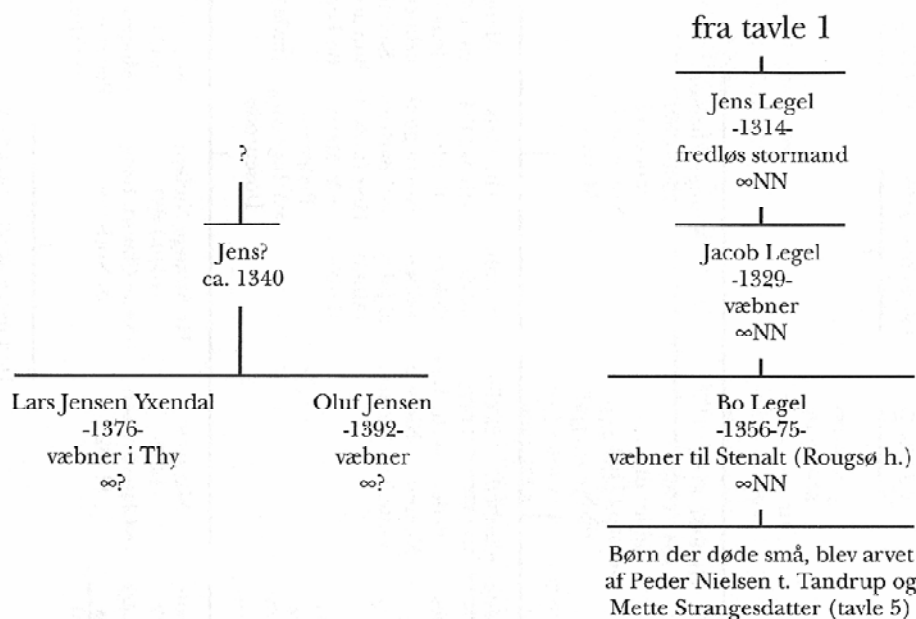 ?
Jens?
ca. 1340
Lars Jensen Yxendal
-1376-
væbner i Thy
∞?
Oluf Jensen
-1392-
væbner
∞?
fra tavle 1
Jens Legel
-1314-
fredløs stormand
∞NN
Jacob Legel
-1329-
væbner
∞NN
Bo Legel
-1356-75-
væbner til Stenalt (Rougsø h.)
∞NN
Børn der døde små, blev arvet
af Peder Nielsen t. Tandrup og
Mette Strangesdatter (tavle 5)